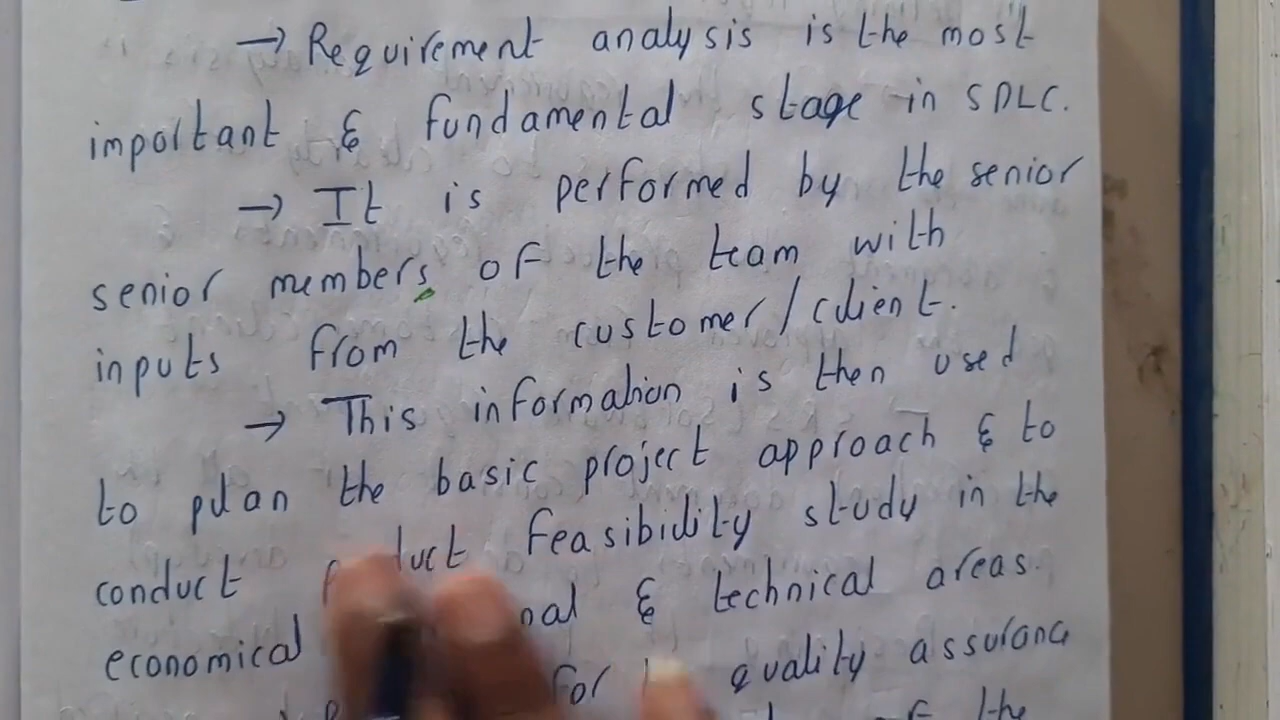 → Requirement analysis is the most
important & fundamental stage in SDLC.
→ It is performed by the senior
senior members of the team with
inputs from the customer/client.
→ This information is then used
to plan the basic project approach & to
conduct feasibility study in the
economical & technical areas.
for quality assurance
the